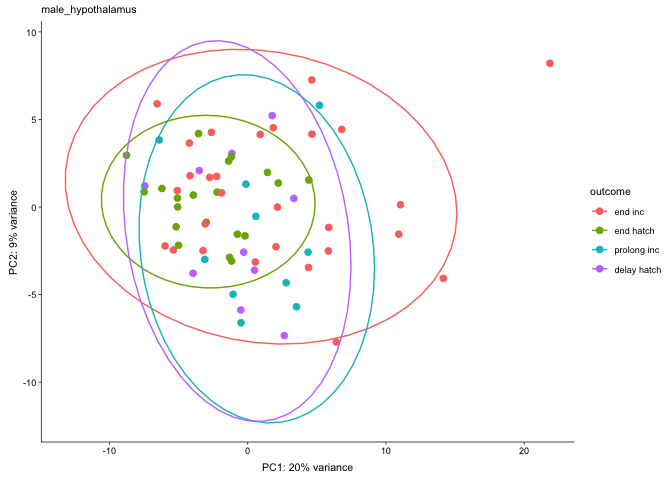 male_hypothalamus
10
5
0
-5
-10
PC2: 9% variance
-10
0
10
20
PC1: 20% variance
outcome
end inc
end hatch
prolong inc
delay hatch